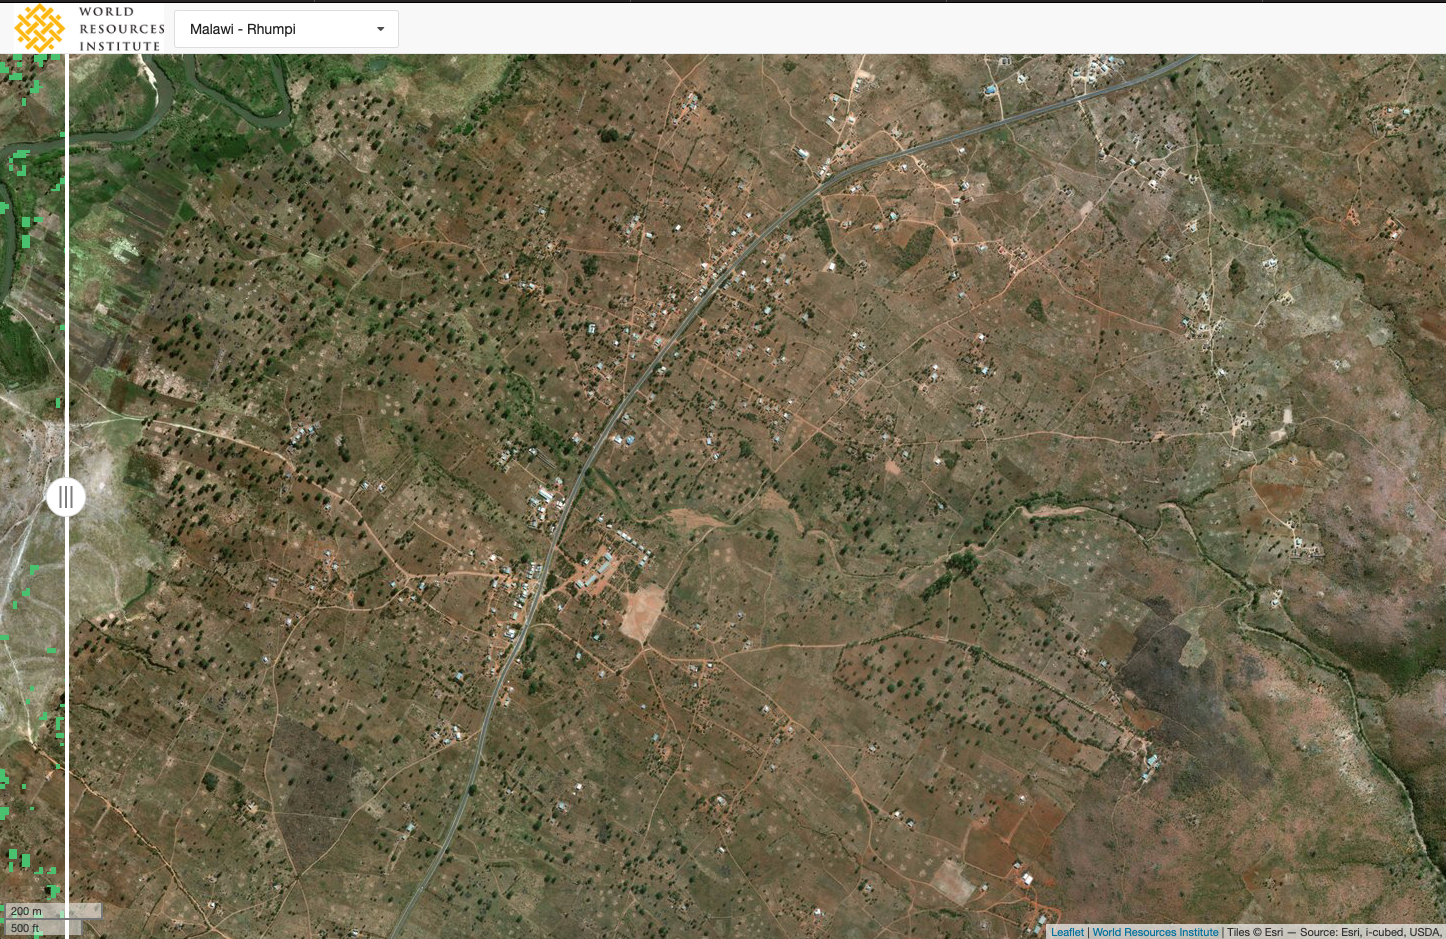 WORLD
RESOURCES
INSTITUTE
Malawi - Rhumpi
200 m
500 ft
Leaflet | World Resources Institute | Tiles © Esri — Source: Esri, i-cubed, USDA,